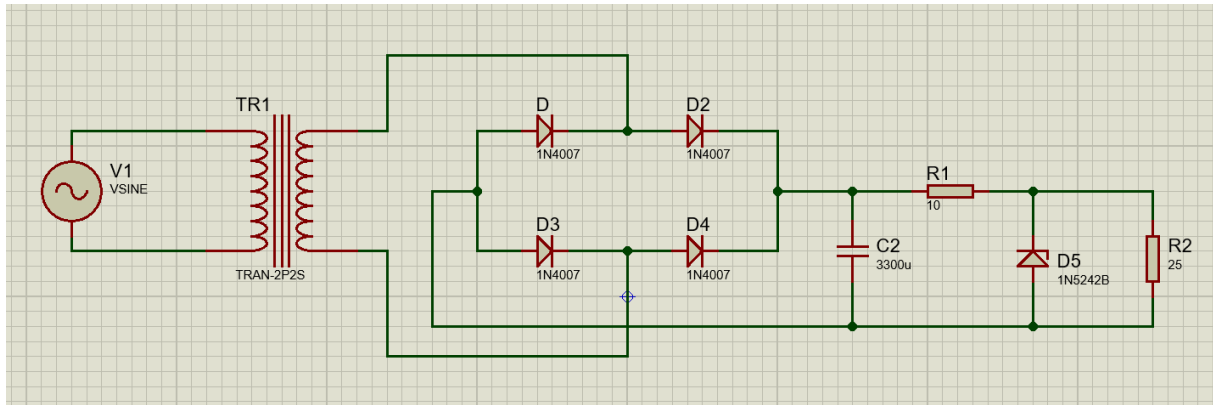 TR1
TRAN-2P2S
V1
VSINE
D
1N4007
D2
1N4007
D3
1N4007
D4
1N4007
C2
3300u
R1
10
D5
1N5242B
R2
25